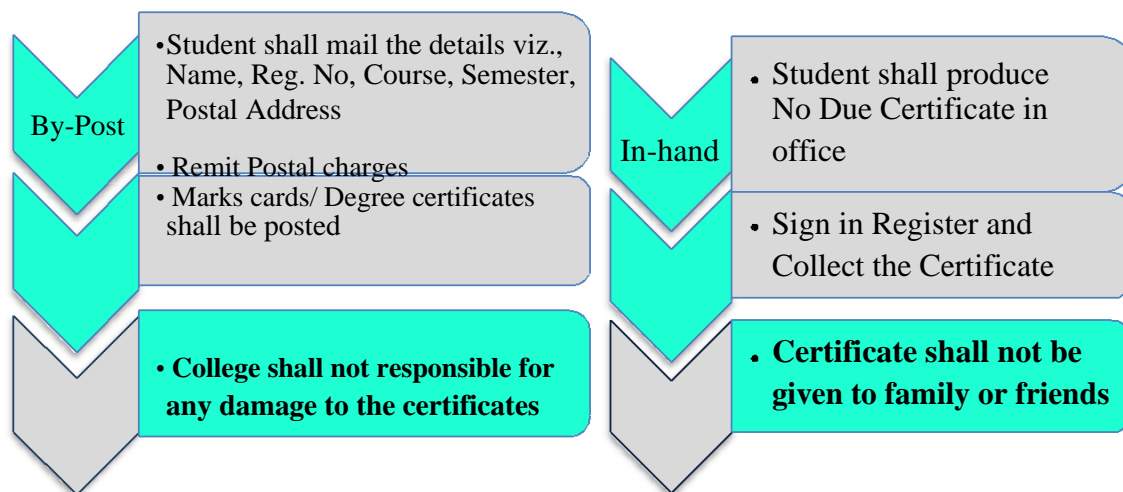 By-Post
•Student shall mail the details viz.,
Name, Reg. No, Course, Semester,
Postal Address
• Remit Postal charges
• Marks cards/ Degree certificates
shall be posted
• College shall not responsible for
any damage to the certificates
In-hand
• Student shall produce
No Due Certificate in
office
• Sign in Register and
Collect the Certificate
• Certificate shall not be
given to family or friends